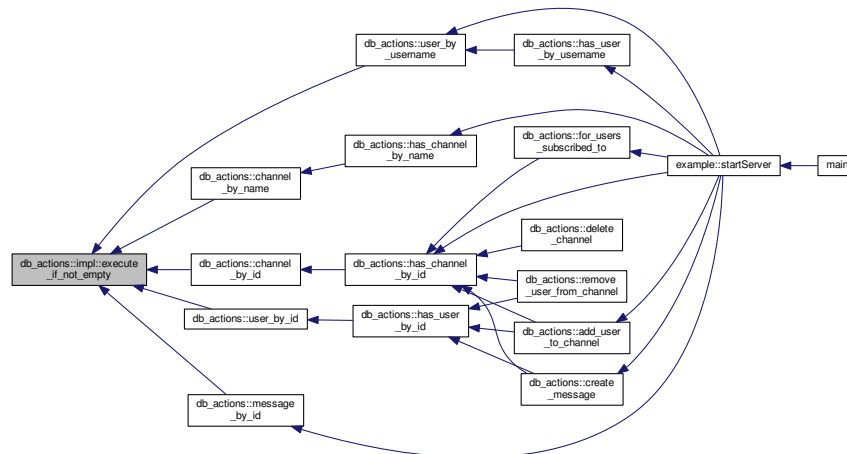 db_actions::user_by
_username
db_actions::has_user
_by_username
db_actions::has_channel
_by_name
db_actions::for_users
_subscribed_to
example::startServer
main
db_actions::channel
_by_name
db_actions::delete
_channel
db_actions::impl::execute
_if_not_empty
db_actions::channel
_by_id
db_actions::has_channel
_by_id
db_actions::remove
_user_from_channel
db_actions::user_by_id
db_actions::has_user
_by_id
db_actions::add_user
_to_channel
db_actions::create
_message
db_actions::message
_by_id